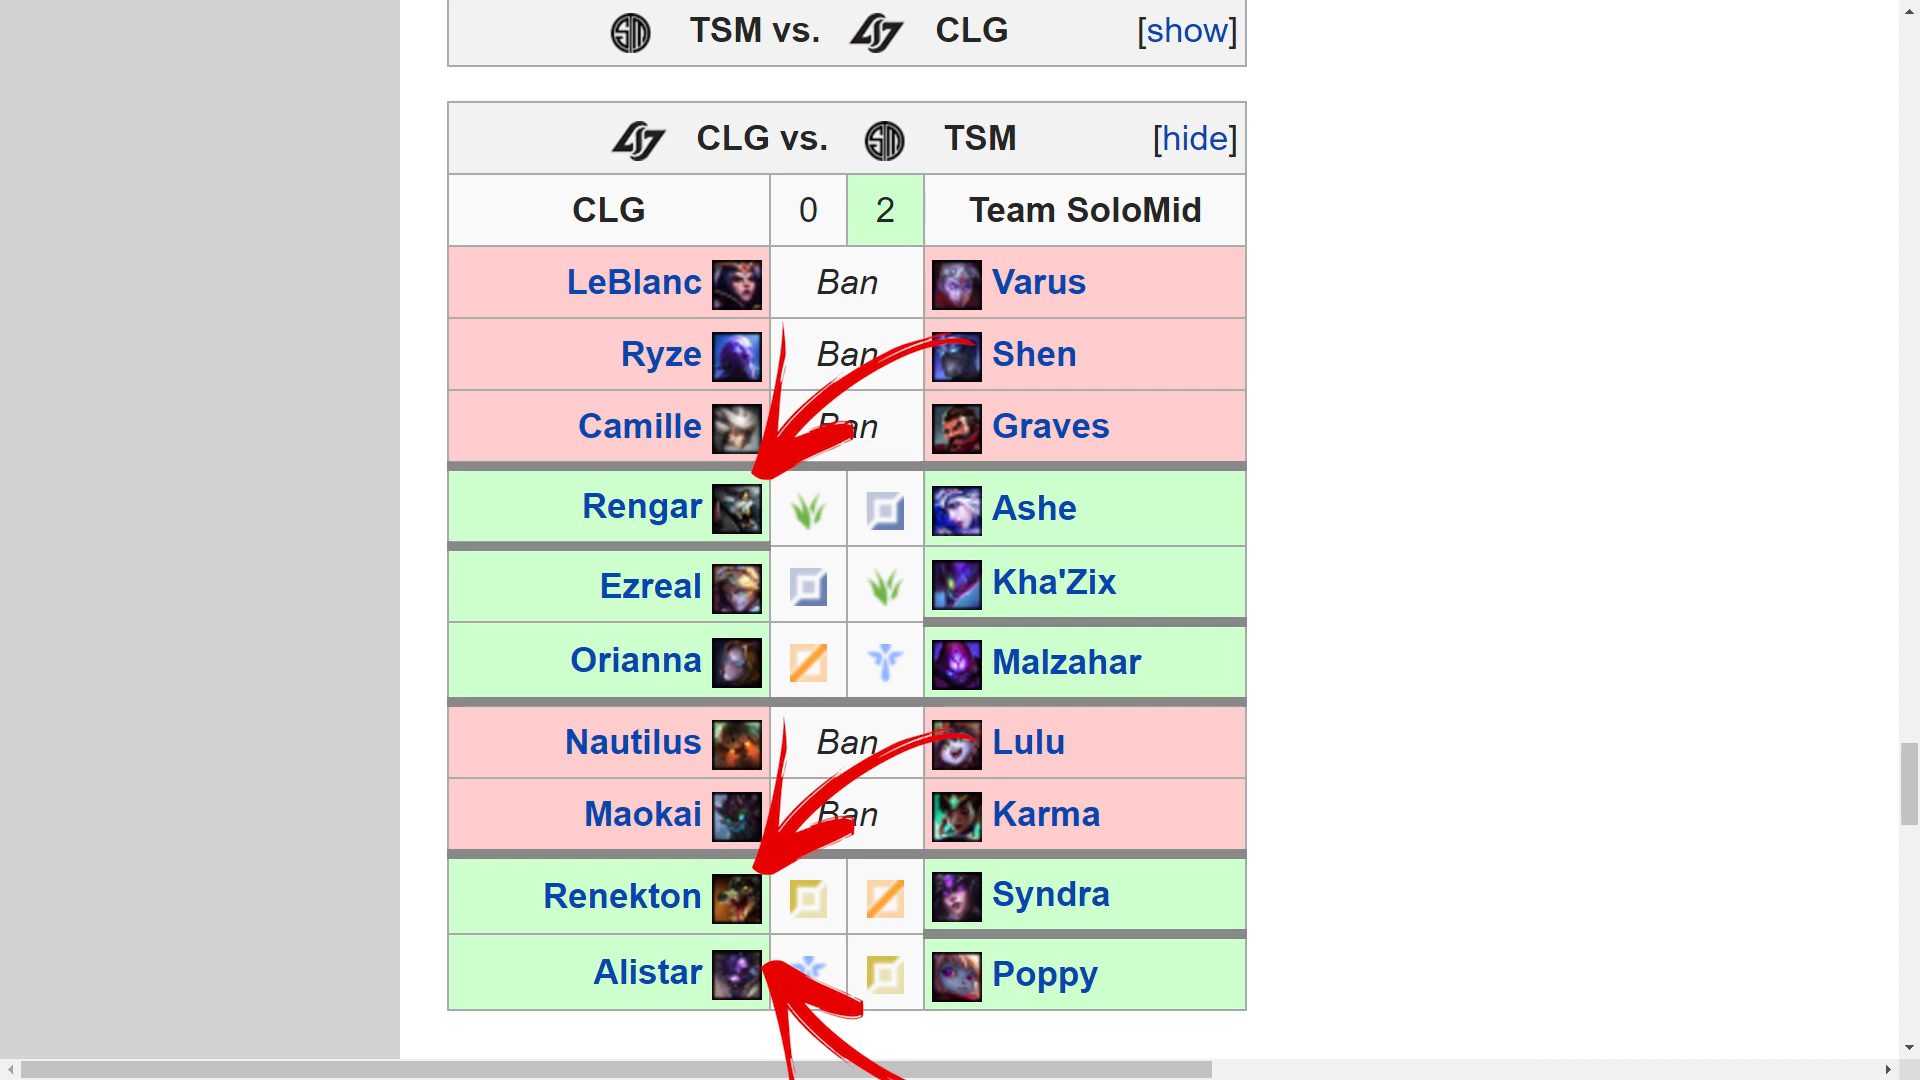 TSM vs. CLG [show]
CLG vs. TSM [hide]
CLG 0 2 Team SoloMid
LeBlanc Ban Varus
Ryze Ban Shen
Camille Ban Graves
Rengar Ashe
Ezreal Kha'Zix
Orianna Malzahar
Nautilus Ban Lulu
Maokai Ban Karma
Renekton Syndra
Alistar Poppy